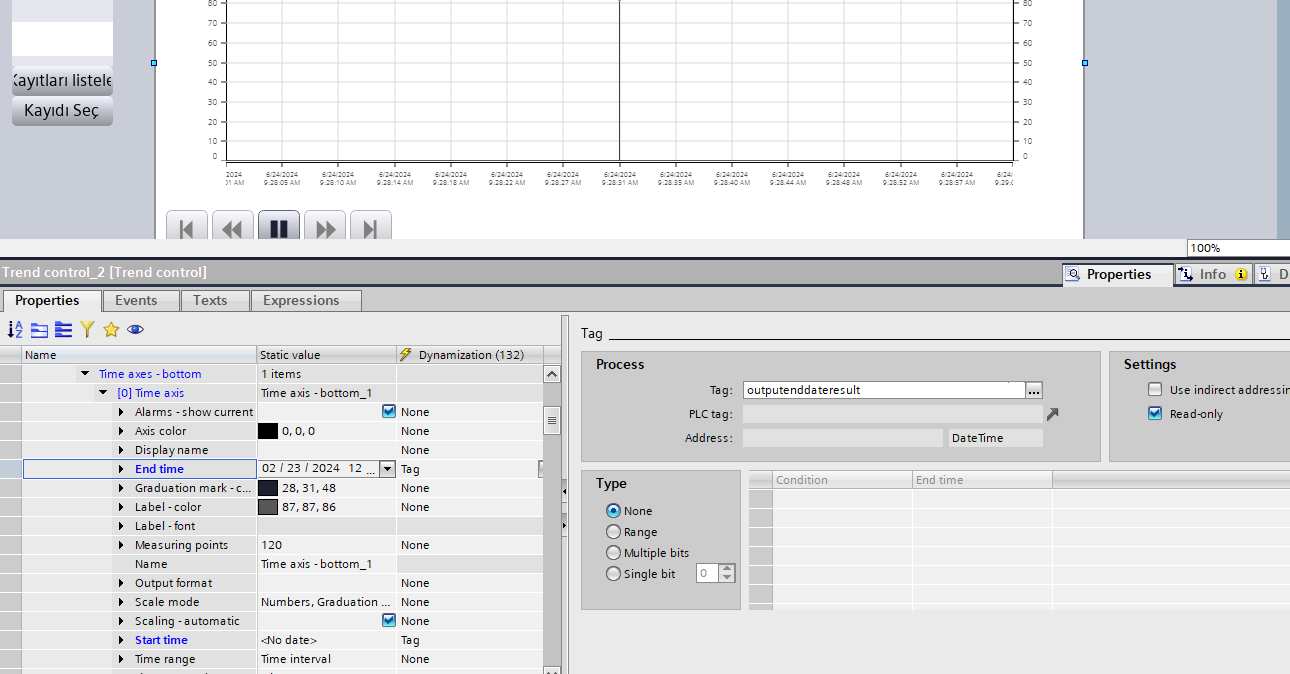 80 80
70 70
60 60
50 50
40 40
30 30
20 20
10 10
0 0
Kayıtları listele
Kayıdı Seç
2024 6/24/2024 6/24/2024 6/24/2024 6/24/2024 6/24/2024 6/24/2024 6/24/2024 6/24/2024 6/24/2024 6/24/2024 6/24/2024 6/24/2024 6/24/2024 6/24/
01 AM 9:28:05 AM 9:28:10 AM 9:28:14 AM 9:28:18 AM 9:28:22 AM 9:28:27 AM 9:28:31 AM 9:28:35 AM 9:28:40 AM 9:28:44 AM 9:28:48 AM 9:28:52 AM 9:28:57 AM 9:29:0
100%
Trend control_2 [Trend control]
Properties Info D
Properties Events Texts Expressions
Name Static value Dynamization (132)
Time axes - bottom 1 items
[0] Time axis Time axis - bottom_1
Alarms - show current None
Axis color 0, 0, 0 None
Display name None
End time 02 / 23 / 2024 12 ... Tag
Graduation mark - c... 28, 31, 48 None
Label - color 87, 87, 86 None
Label - font
Measuring points 120 None
Name Time axis - bottom_1
Output format None
Scale mode Numbers, Graduation ... None
Scaling - automatic None
Start time <No date> Tag
Time range Time interval None
Tag
Process
Tag: outputenddateresult ...
PLC tag:
Address: DateTime
Settings
Use indirect addressin
Read-only
Type
None
Range
Multiple bits
Single bit 0
Condition End time